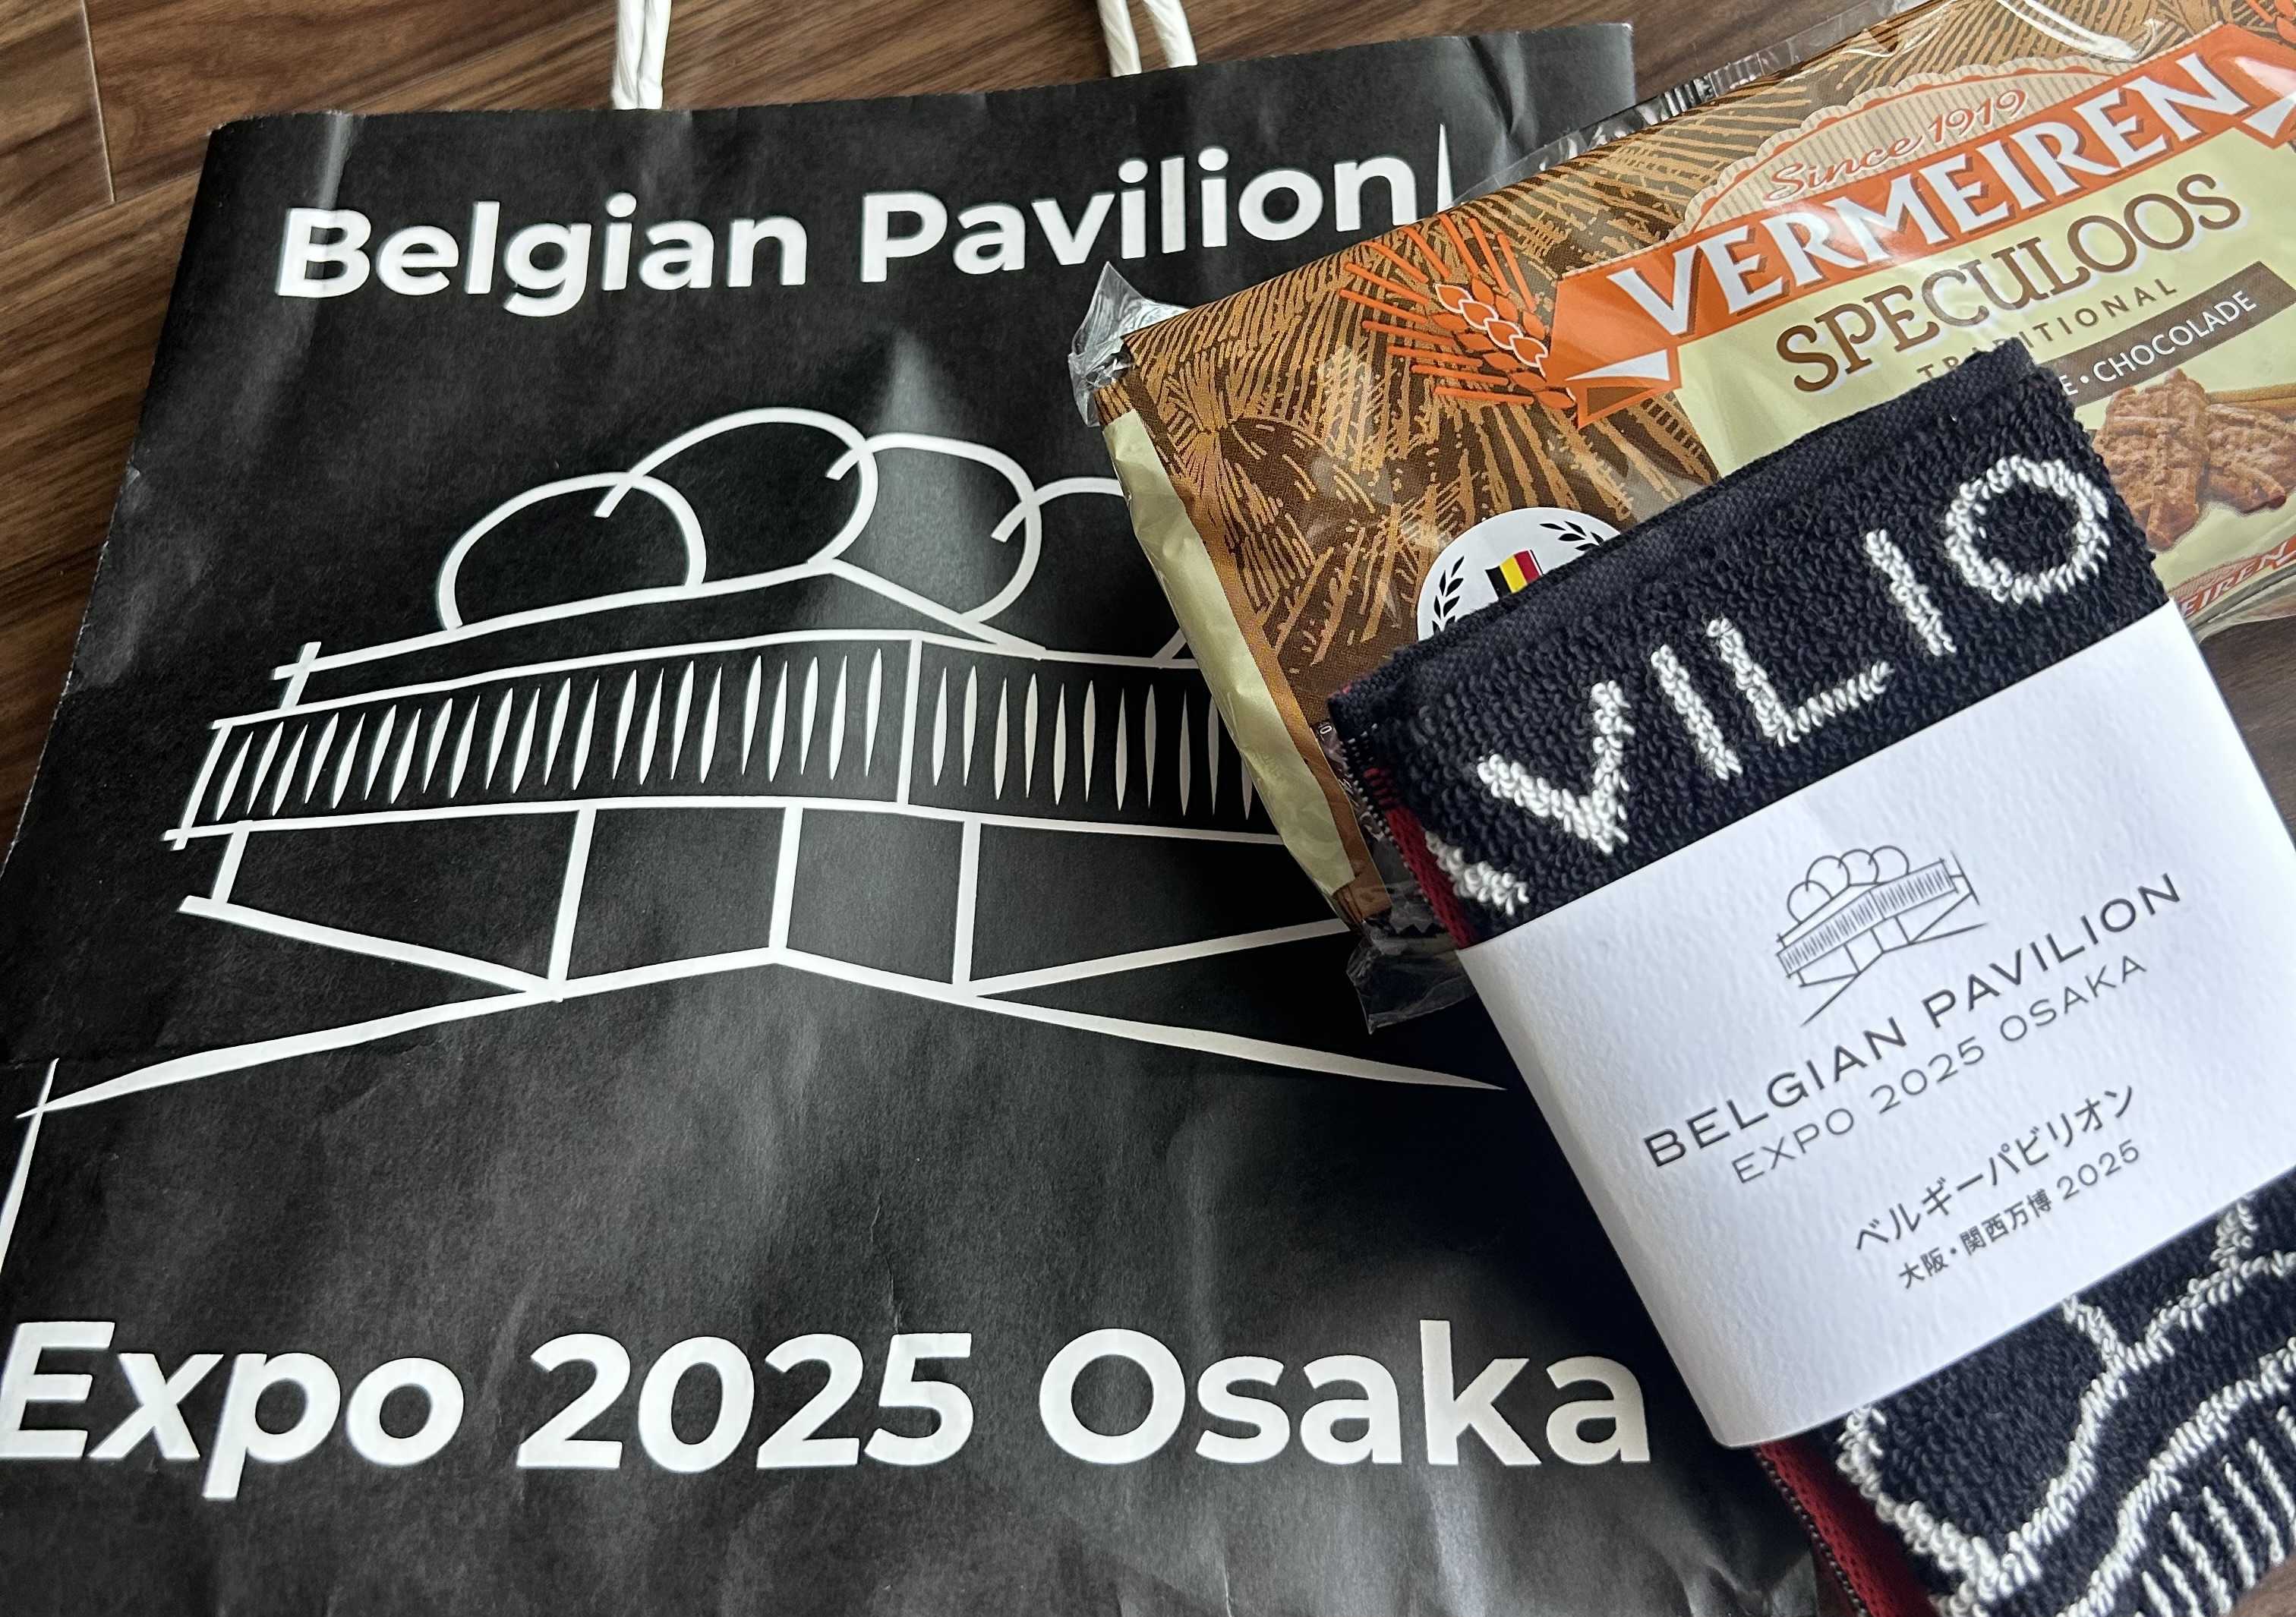 Belgian Pavilion
Expo 2025 Osaka
Since 1919
VERMEIREN
SPECULOOS
TRADITIONAL
• CHOCOLADE
VILIO
BELGIAN PAVILION
EXPO 2025 OSAKA
ベルギーパビリオン
大阪・関西万博 2025